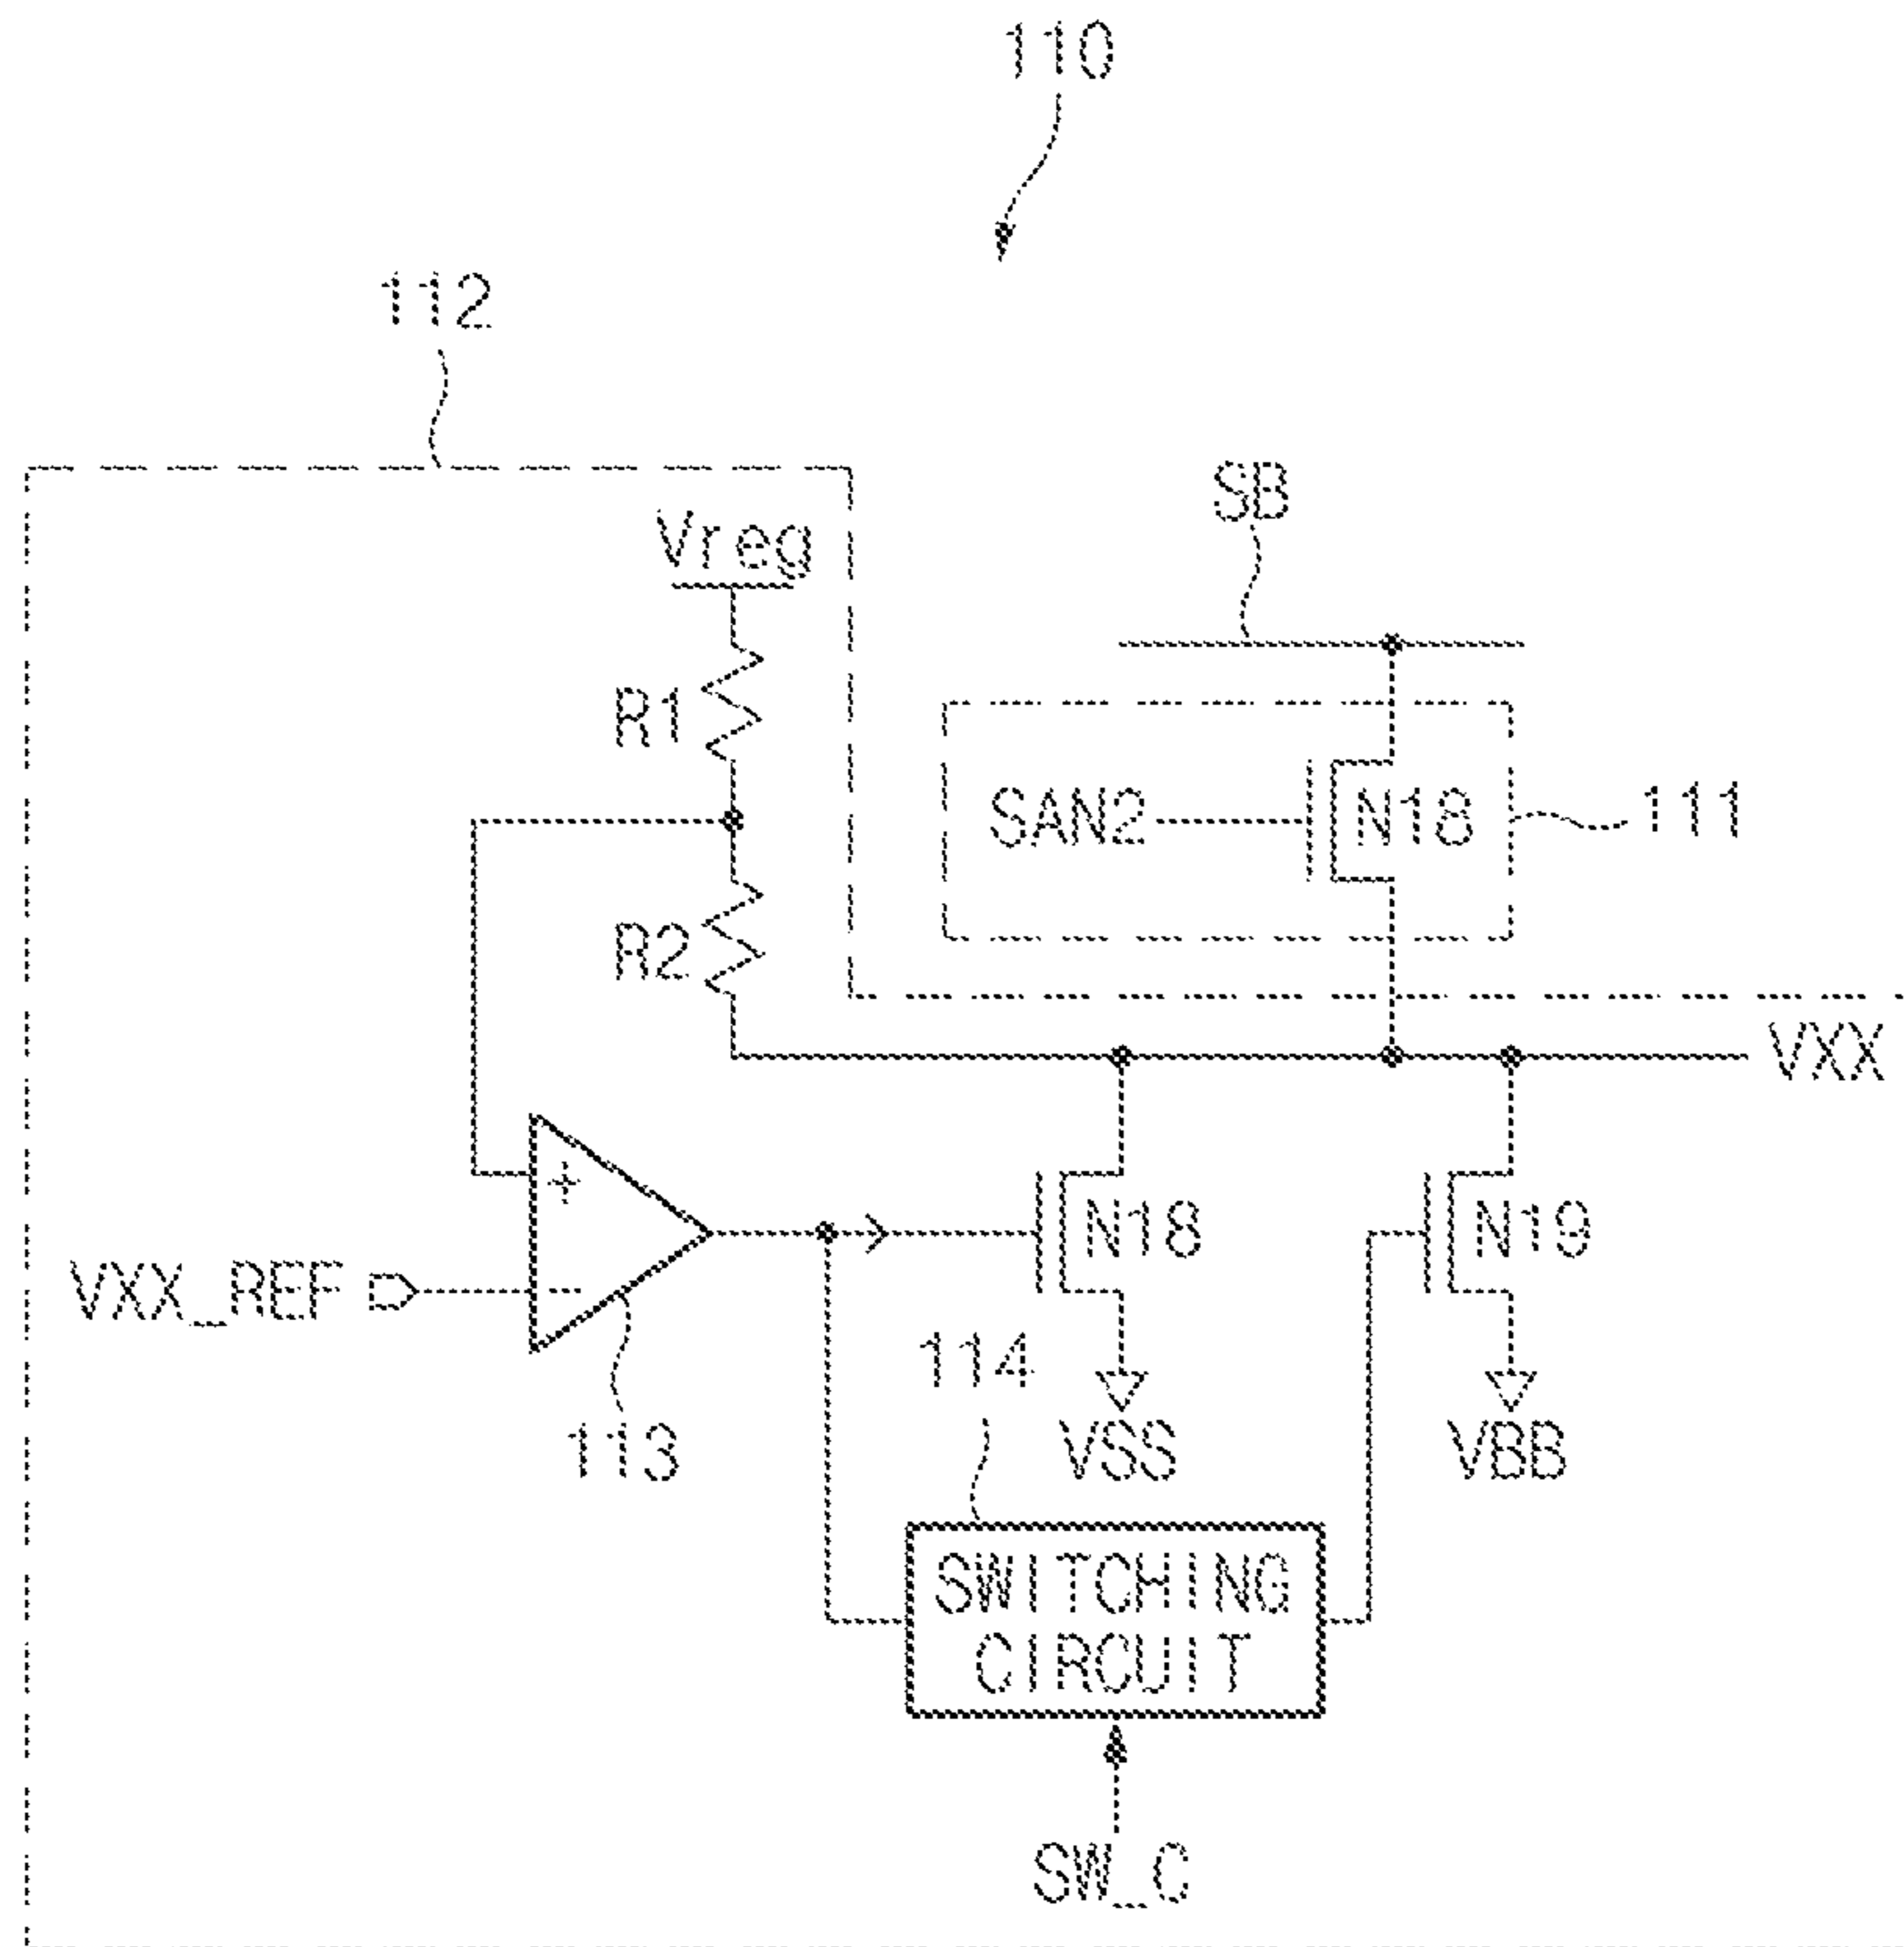 110
112
Vreg
SB
R1
SAN2
N18
111
R2
VXX
+
N18
N19
VXX_REF
-
114
113
VSS
VBB
SWITCHING
CIRCUIT
SW_C